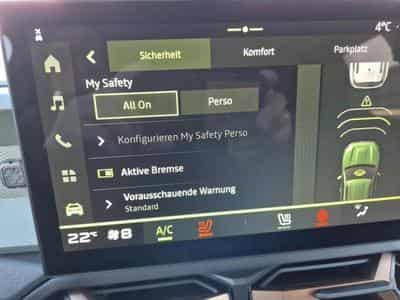 4°C
Sicherheit Komfort Parkplatz
My Safety
All On Perso
Konfigurieren My Safety Perso
Aktive Bremse
Vorausschauende Warnung
Standard
22°C 8 A/C